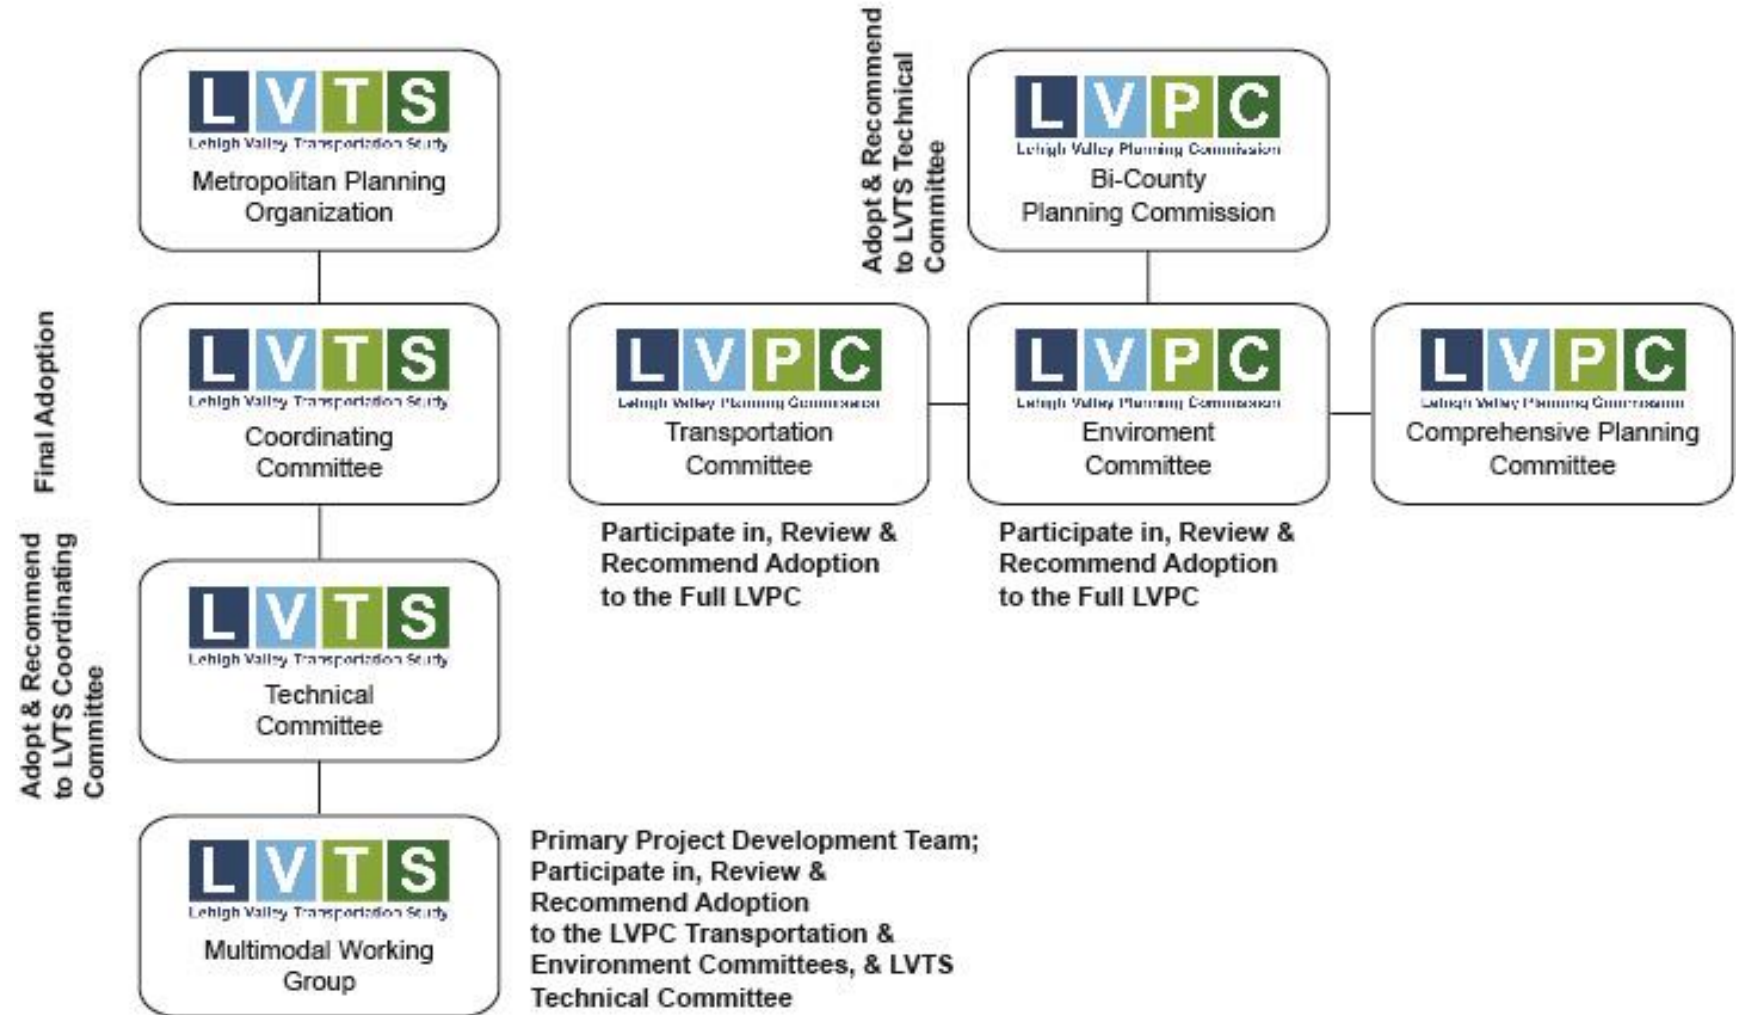 LVTS
Lehigh Valley Transportation Study
Metropolitan Planning
Organization
Adopt & Recommend
to LVTS Technical
Committee
LVPC
Lehigh Valley Planning Commission
Bi-County
Planning Commission
Final Adoption
LVTS
Lehigh Valley Transportation Study
Coordinating
Committee
LVPC
Lehigh Valley Planning Commission
Transportation
Committee
LVPC
Lehigh Valley Planning Commission
Enviroment
Committee
LVPC
Lehigh Valley Planning Commission
Comprehensive Planning
Committee
Participate in, Review &
Recommend Adoption
to the Full LVPC
Participate in, Review &
Recommend Adoption
to the Full LVPC
Adopt & Recommend
to LVTS Coordinating
Committee
LVTS
Lehigh Valley Transportation Study
Technical
Committee
LVTS
Lehigh Valley Transportation Study
Multimodal Working
Group
Primary Project Development Team;
Participate in, Review &
Recommend Adoption
to the LVPC Transportation &
Environment Committees, & LVTS
Technical Committee